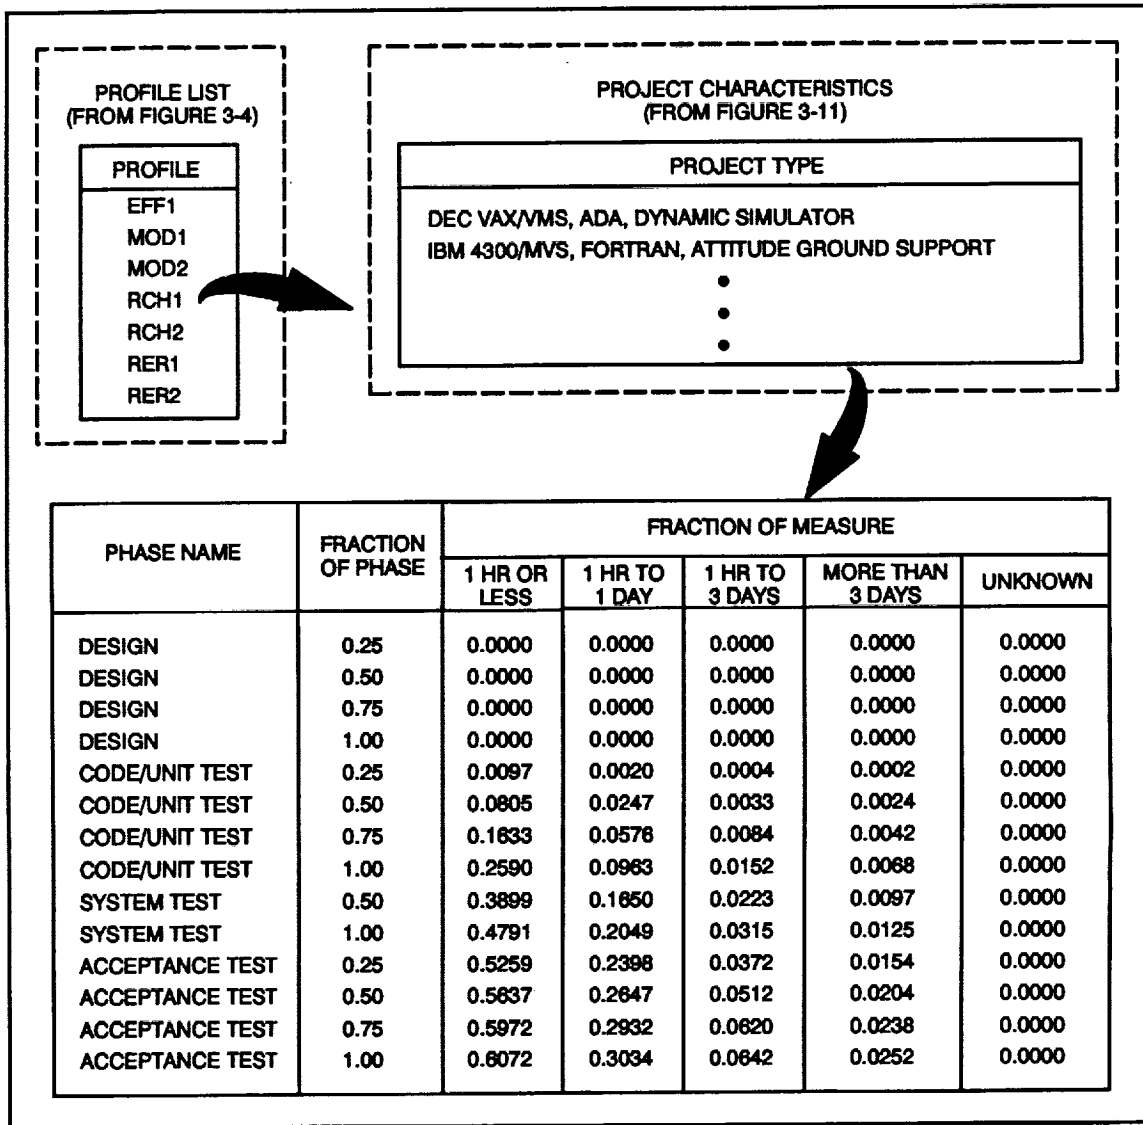 PROFILE LIST
(FROM FIGURE 3-4)
PROFILE
EFF1
MOD1
MOD2
RCH1
RCH2
RER1
RER2
PROJECT CHARACTERISTICS
(FROM FIGURE 3-11)
PROJECT TYPE
DEC VAX/VMS, ADA, DYNAMIC SIMULATOR
IBM 4300/MVS, FORTRAN, ATTITUDE GROUND SUPPORT
PHASE NAME
FRACTION
OF PHASE
FRACTION OF MEASURE
1 HR OR
LESS
1 HR TO
1 DAY
1 HR TO
3 DAYS
MORE THAN
3 DAYS
UNKNOWN
DESIGN 0.25 0.0000 0.0000 0.0000 0.0000 0.0000
DESIGN 0.50 0.0000 0.0000 0.0000 0.0000 0.0000
DESIGN 0.75 0.0000 0.0000 0.0000 0.0000 0.0000
DESIGN 1.00 0.0000 0.0000 0.0000 0.0000 0.0000
CODE/UNIT TEST 0.25 0.0097 0.0020 0.0004 0.0002 0.0000
CODE/UNIT TEST 0.50 0.0805 0.0247 0.0033 0.0024 0.0000
CODE/UNIT TEST 0.75 0.1633 0.0576 0.0084 0.0042 0.0000
CODE/UNIT TEST 1.00 0.2590 0.0963 0.0152 0.0068 0.0000
SYSTEM TEST 0.50 0.3899 0.1650 0.0223 0.0097 0.0000
SYSTEM TEST 1.00 0.4791 0.2049 0.0315 0.0125 0.0000
ACCEPTANCE TEST 0.25 0.5259 0.2398 0.0372 0.0154 0.0000
ACCEPTANCE TEST 0.50 0.5637 0.2647 0.0512 0.0204 0.0000
ACCEPTANCE TEST 0.75 0.5972 0.2932 0.0620 0.0238 0.0000
ACCEPTANCE TEST 1.00 0.6072 0.3034 0.0642 0.0252 0.0000